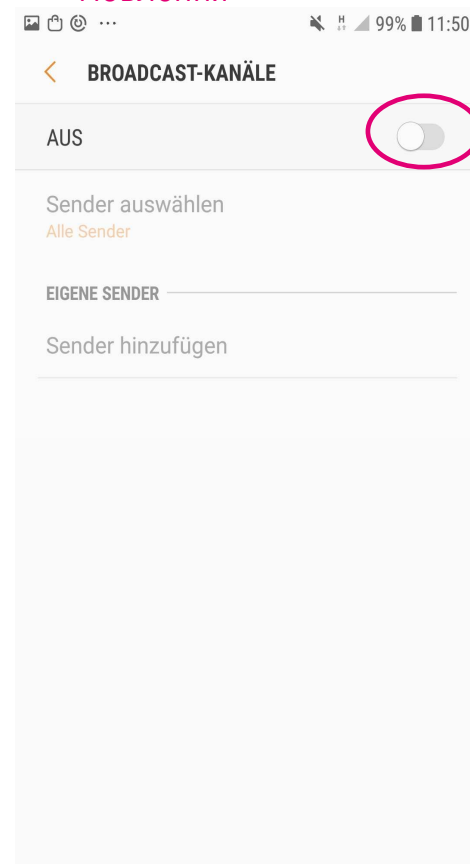 99% 11:50
BROADCAST-KANÄLE
AUS
Sender auswählen
Alle Sender
EIGENE SENDER
Sender hinzufügen